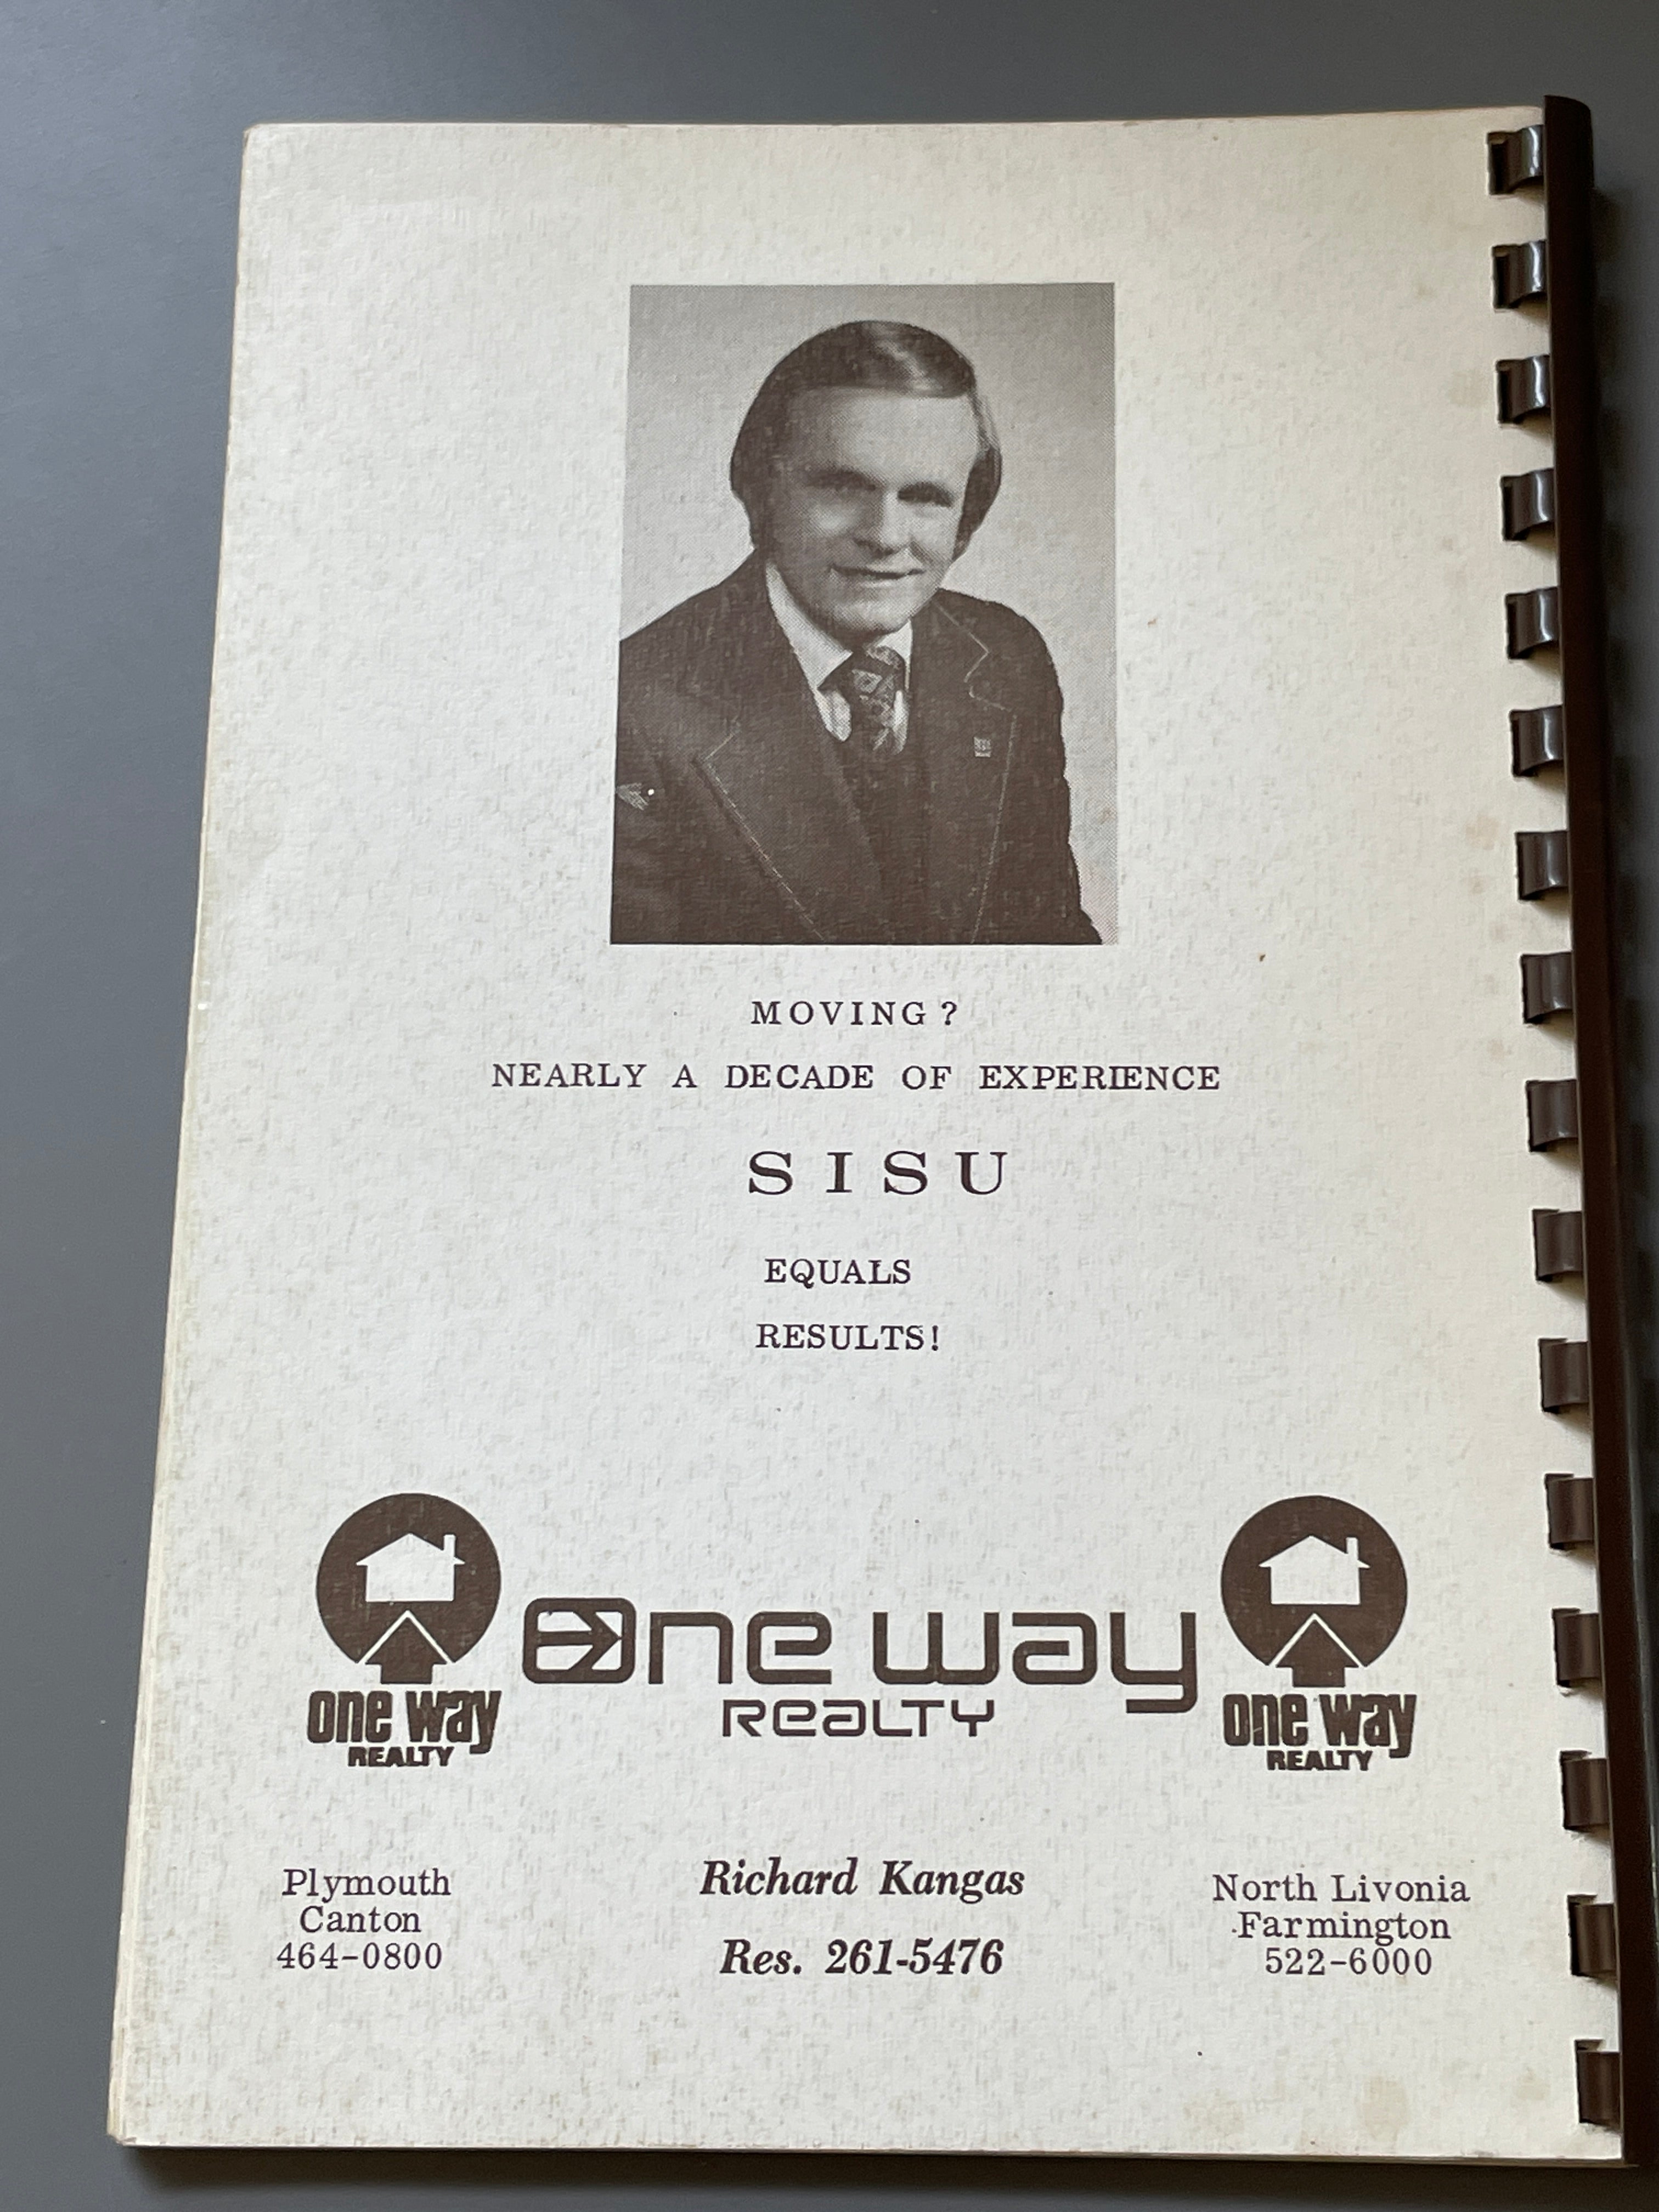 MOVING?
NEARLY A DECADE OF EXPERIENCE
SISU
EQUALS
RESULTS!
one way
REALTY
one way
REALTY
one way
REALTY
Plymouth
Canton
464-0800
Richard Kangas
Res. 261-5476
North Livonia
Farmington
522-6000